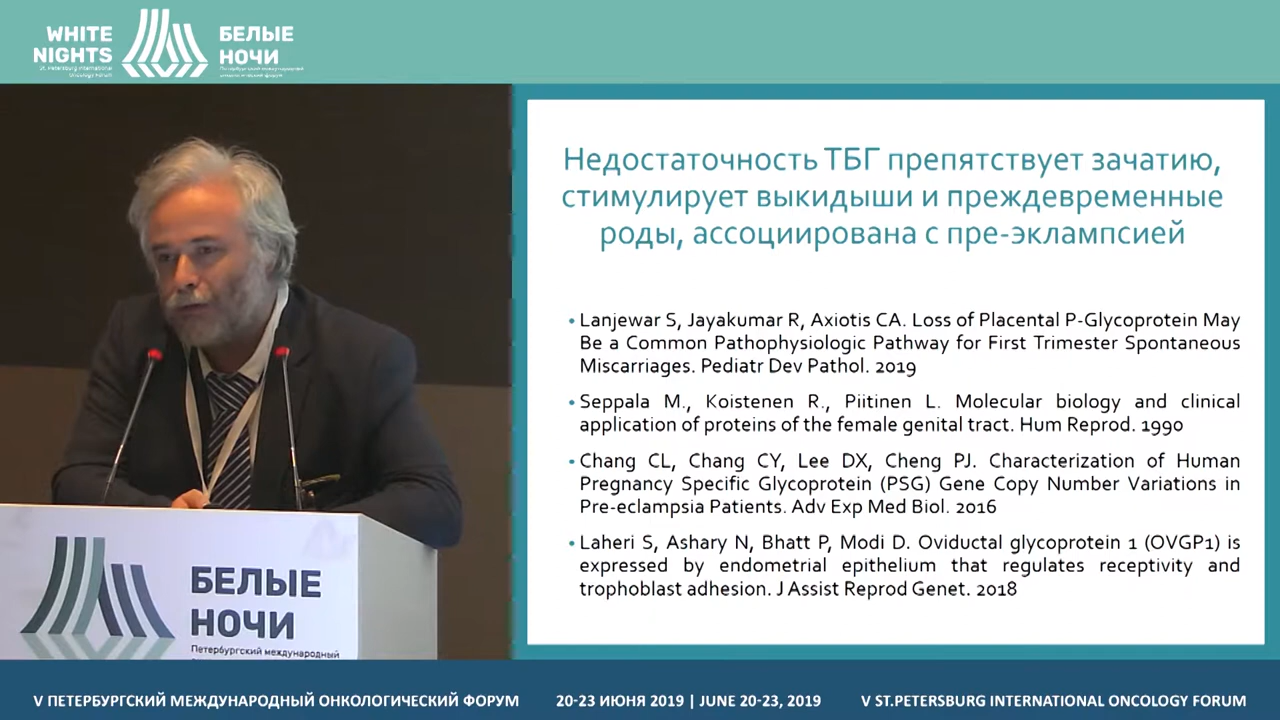 WHITE
NIGHTS
St. Petersburg International
Oncology Forum
БЕЛЫЕ
НОЧИ
Петербургский международный
онкологический форум
Недостаточность ТБГ препятствует зачатию,
стимулирует выкидыши и преждевременные
роды, ассоциирована с пре-эклампсией
• Lanjewar S, Jayakumar R, Axiotis CA. Loss of Placental P-Glycoprotein May
Be a Common Pathophysiologic Pathway for First Trimester Spontaneous
Miscarriages. Pediatr Dev Pathol. 2019
• Seppala M., Koistenen R., Piitinen L. Molecular biology and clinical
application of proteins of the female genital tract. Hum Reprod. 1990
• Chang CL, Chang CY, Lee DX, Cheng PJ. Characterization of Human
Pregnancy Specific Glycoprotein (PSG) Gene Copy Number Variations in
Pre-eclampsia Patients. Adv Exp Med Biol. 2016
• Laheri S, Ashary N, Bhatt P, Modi D. Oviductal glycoprotein 1 (OVGP1) is
expressed by endometrial epithelium that regulates receptivity and
trophoblast adhesion. J Assist Reprod Genet. 2018
БЕЛЫЕ
НОЧИ
Петербургский международный
V ПЕТЕРБУРГСКИЙ МЕЖДУНАРОДНЫЙ ОНКОЛОГИЧЕСКИЙ ФОРУМ
20-23 ИЮНЯ 2019 | JUNE 20-23, 2019
V ST.PETERSBURG INTERNATIONAL ONCOLOGY FORUM